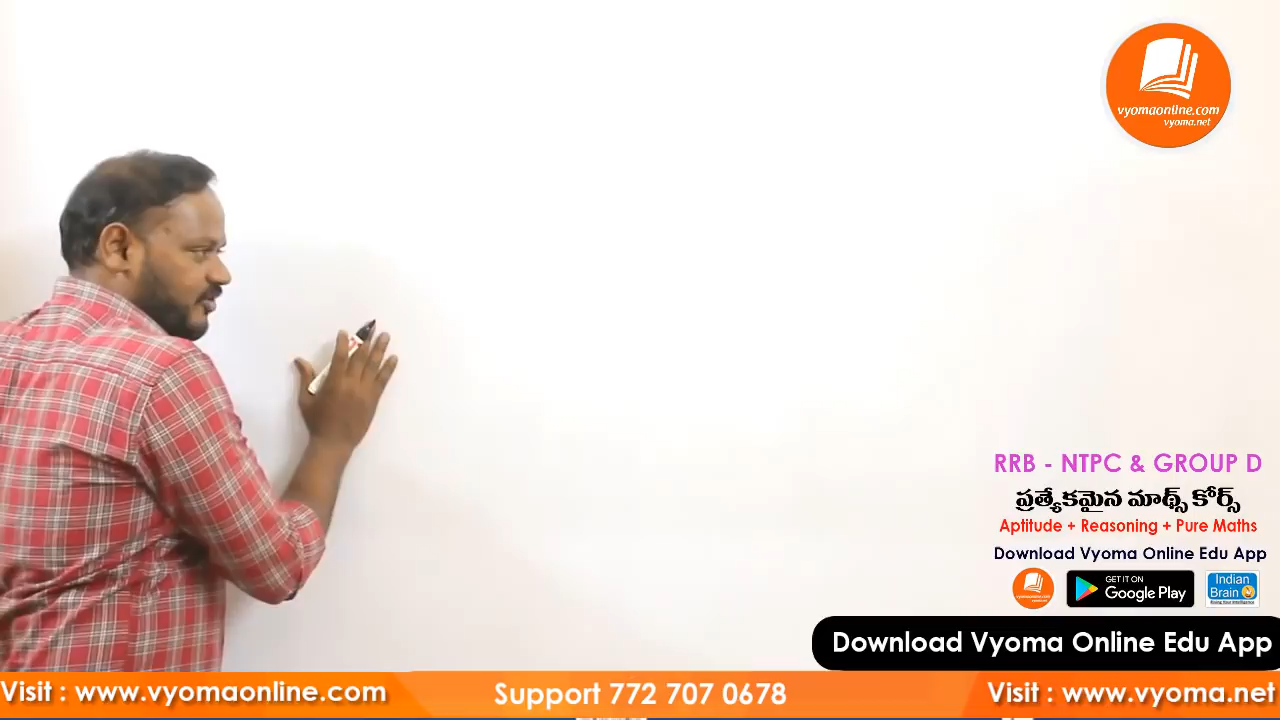 vyomaonline.com
vyoma.net
RRB - NTPC & GROUP D
ప్రత్యేకమైన మాథ్స్ కోర్స్
Aptitude + Reasoning + Pure Maths
Download Vyoma Online Edu App
GET IT ON
Google Play
Indian
Brain
Download Vyoma Online Edu App
Visit : www.vyomaonline.com
Support 772 707 0678
Visit : www.vyoma.net